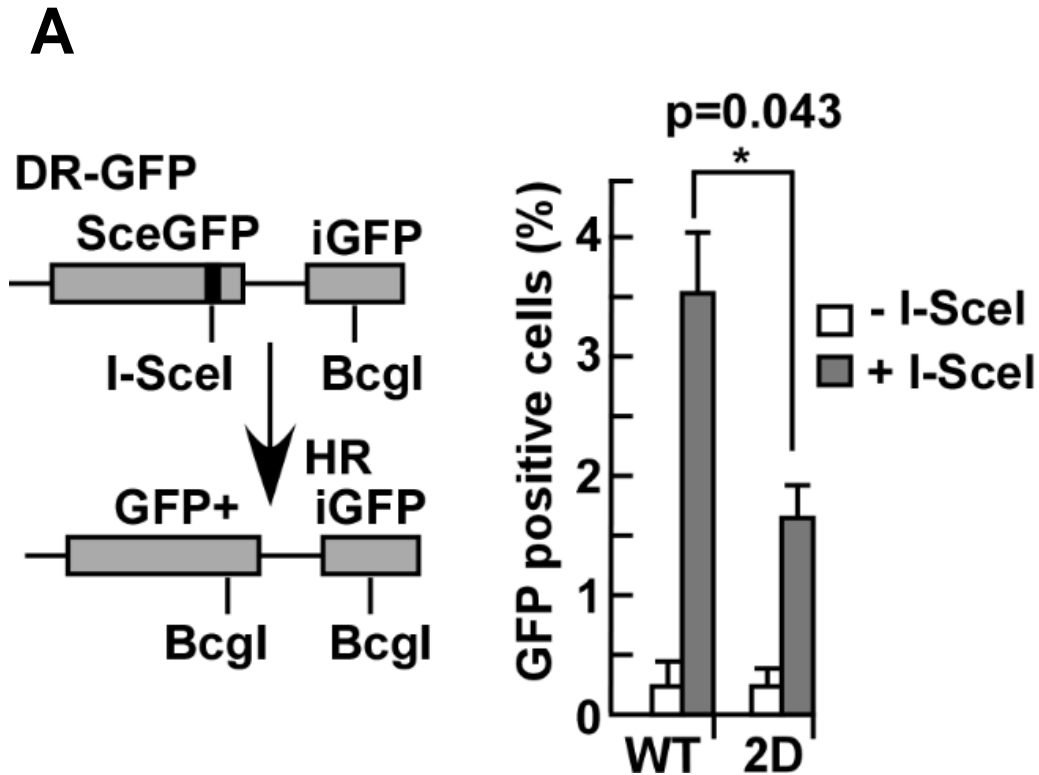 A
DR-GFP
SceGFP iGFP
I-SceI BcgI
HR
GFP+ iGFP
BcgI BcgI
p=0.043
*
GFP positive cells (%)
4
3
2
1
0
WT 2D
- I-SceI
+ I-SceI